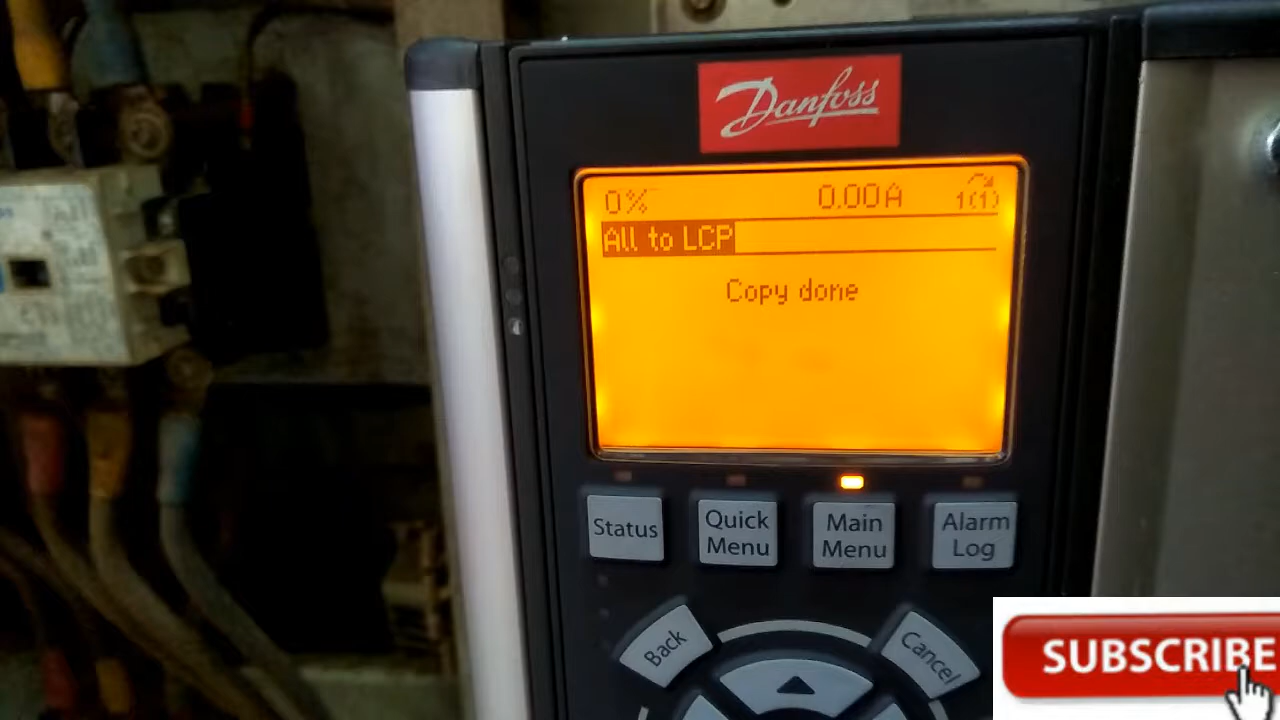 Danfoss
0% 0.00A 1(1)
All to LCP
Copy done
Status
Quick Menu
Main Menu
Alarm Log
Back
Cancel
SUBSCRIBE